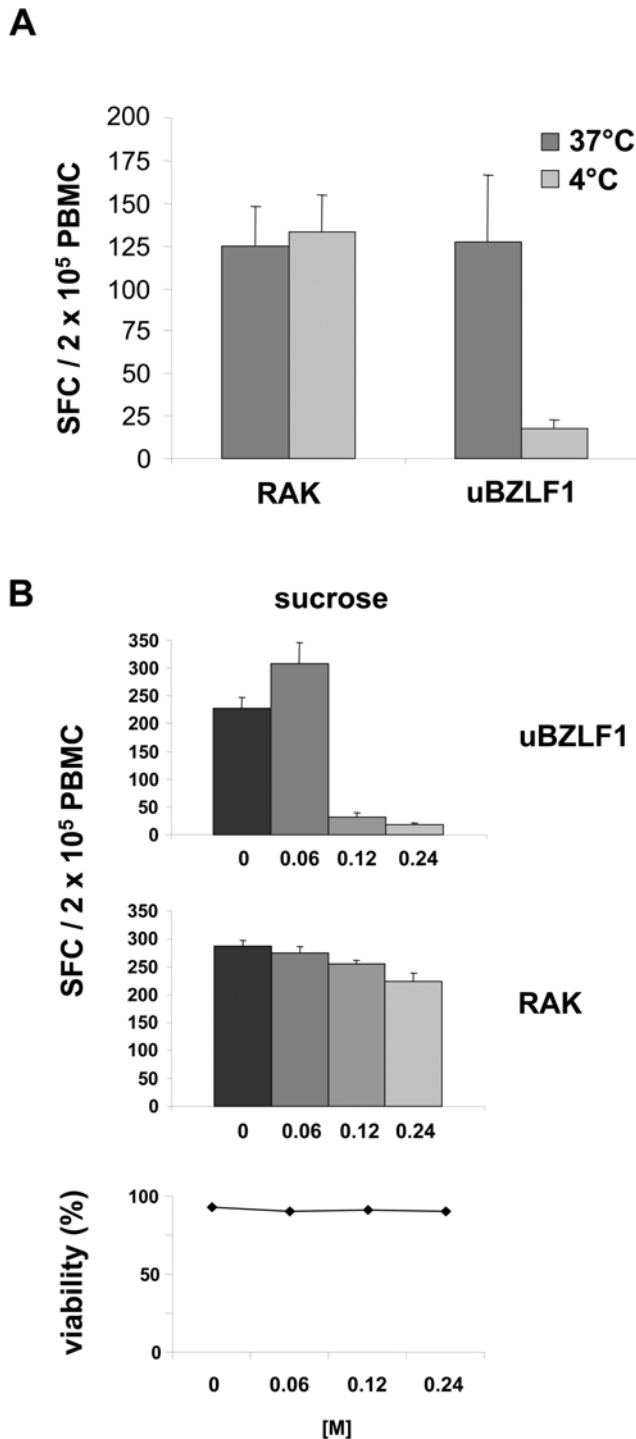 A
SFC / 2 x 10⁵ PBMC
200
175
150
125
100
75
50
25
0
37°C
4°C
RAK uBZLF1
B
sucrose
SFC / 2 x 10⁵ PBMC
350
300
250
200
150
100
50
0
0 0.06 0.12 0.24
uBZLF1
350
300
250
200
150
100
50
0
0 0.06 0.12 0.24
RAK
viability (%)
100
50
0
0 0.06 0.12 0.24
[M]